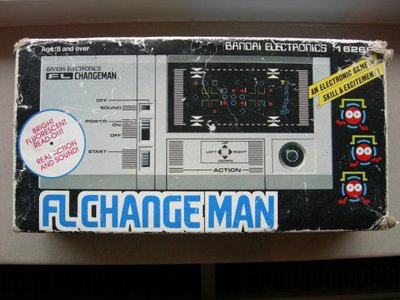 Age:8 and over
BANDAI ELECTRONICS
BANDAI ELECTRONICS
FL CHANGEMAN
AN ELECTRONIC GAME
SKILL & EXCITEMENT!
OFF
SOUND
POWER
ON
OFF
START
BRIGHT
FLUORESCENT
READ OUT!
REAL ACTION
AND SOUND!
UP
LEFT
RIGHT
DOWN
ACTION
FL CHANGE MAN